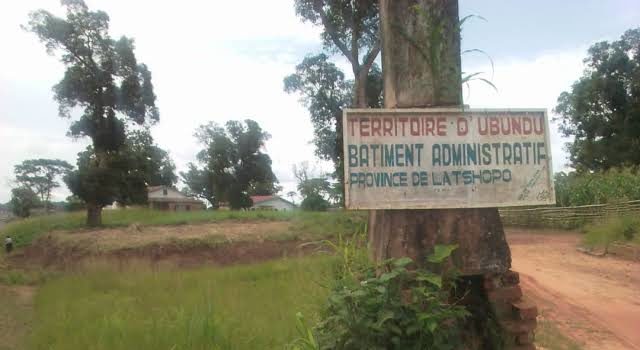 TERRITOIRE D'UBUNDU
BATIMENT ADMINISTRATIF
PROVINCE DE LA TSHOPO